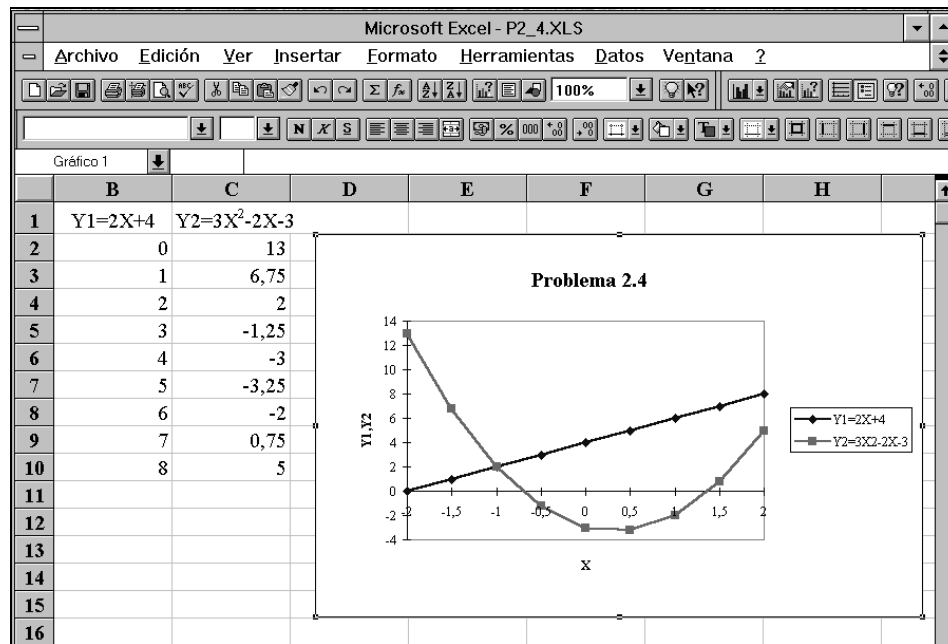 Microsoft Excel - P2_4.XLS
Archivo Edición Ver Insertar Formato Herramientas Datos Ventana ?
100%
N X S % 000
Gráfico 1
B C D E F G H
1 Y1=2X+4 Y2=3X²-2X-3
2 0 13
3 1 6,75
4 2 2
5 3 -1,25
6 4 -3
7 5 -3,25
8 6 -2
9 7 0,75
10 8 5
11
12
13
14
15
16
Problema 2.4
14
12
10
8
6
4
2
0
-2
-4
Y1,Y2
-2 -1,5 -1 -0,5 0 0,5 1 1,5 2
X
Y1=2X+4
Y2=3X2-2X-3